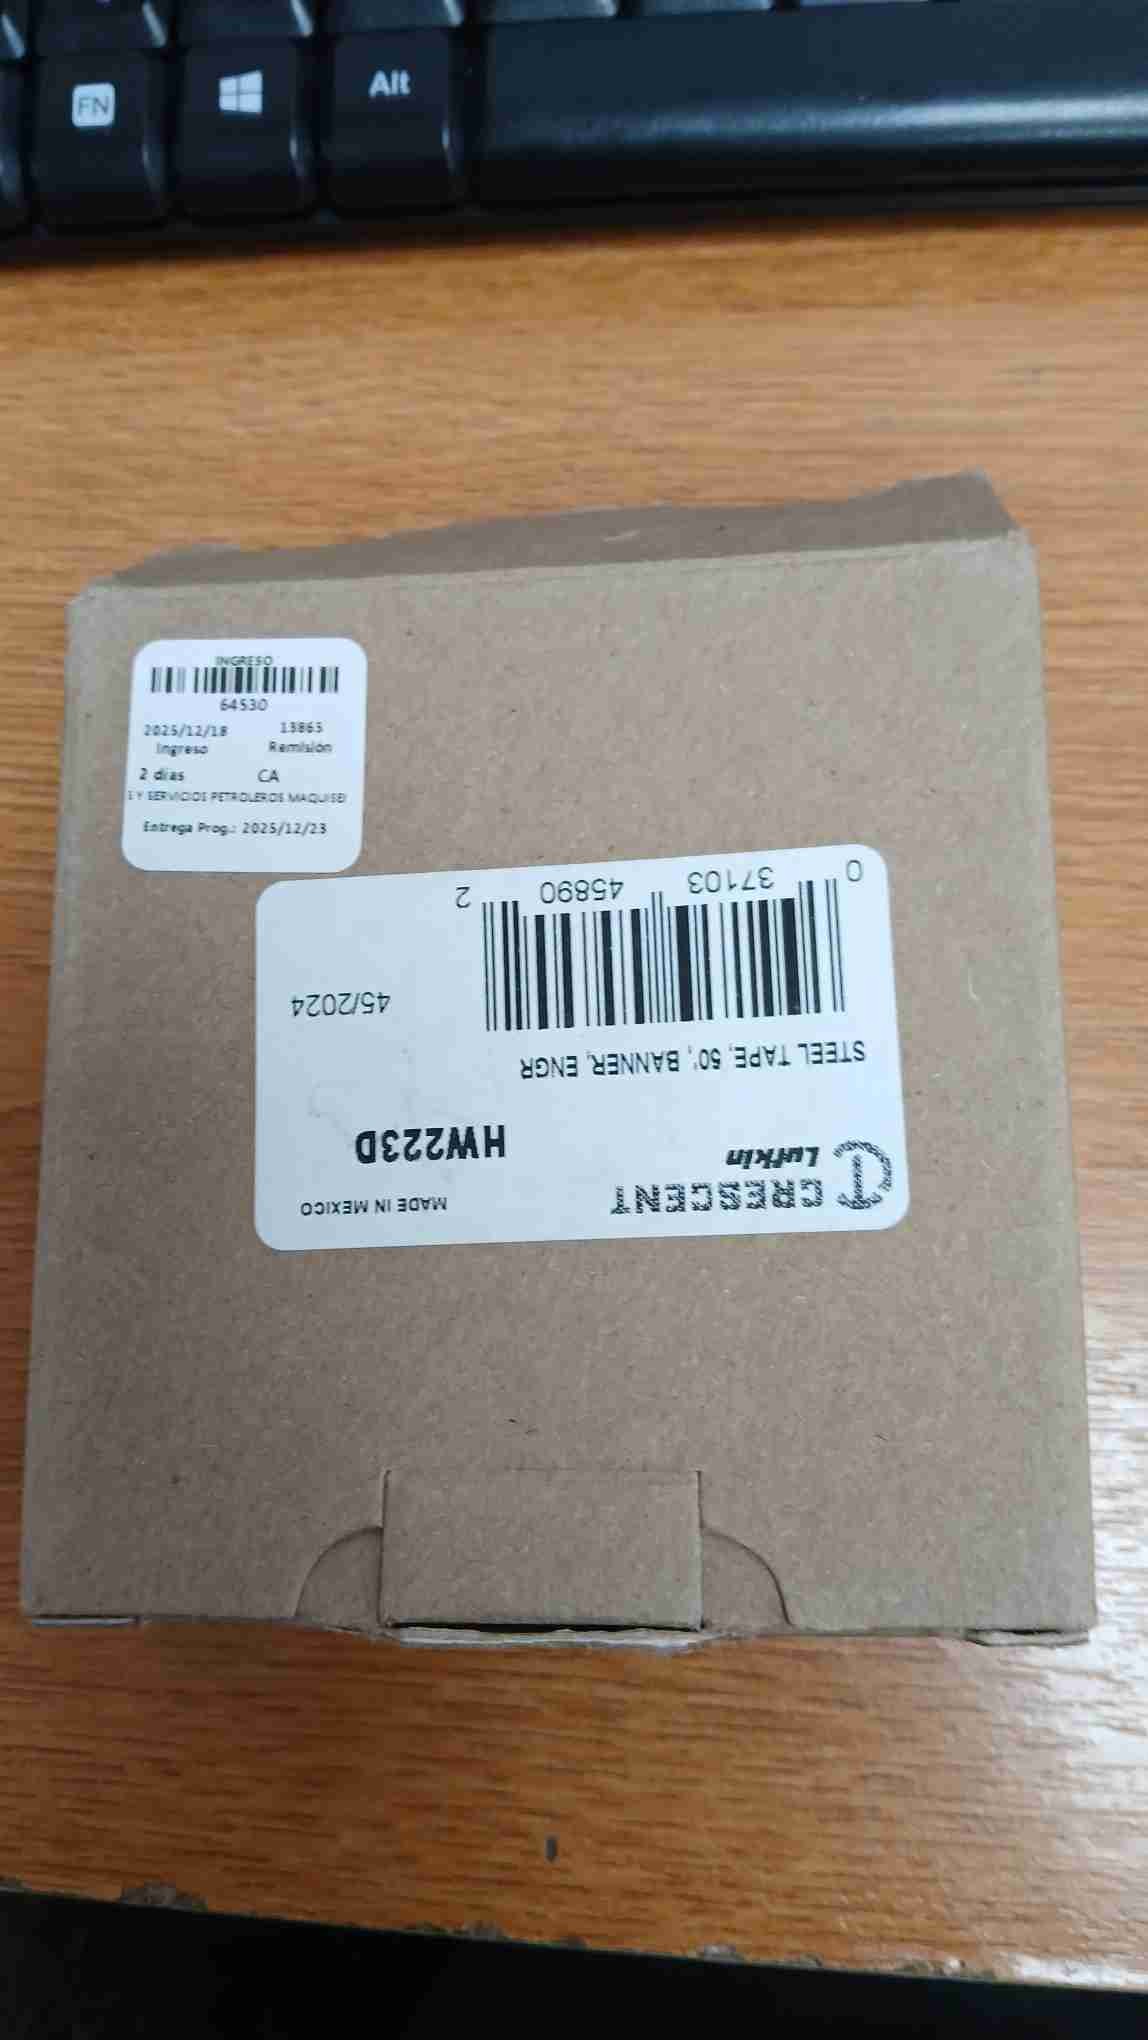 FN
Alt
INGRESO
64530
2025/12/18 13865
Ingreso Remisión
2 días CA
S Y SERVICIOS PETROLEROS MAQUISE
Entrega Prog.: 2025/12/23
CRESCENT
Lufkin
MADE IN MEXICO
HW223D
STEEL TAPE, 50', BANNER, ENGR
45/2024
0 37103 45890 2